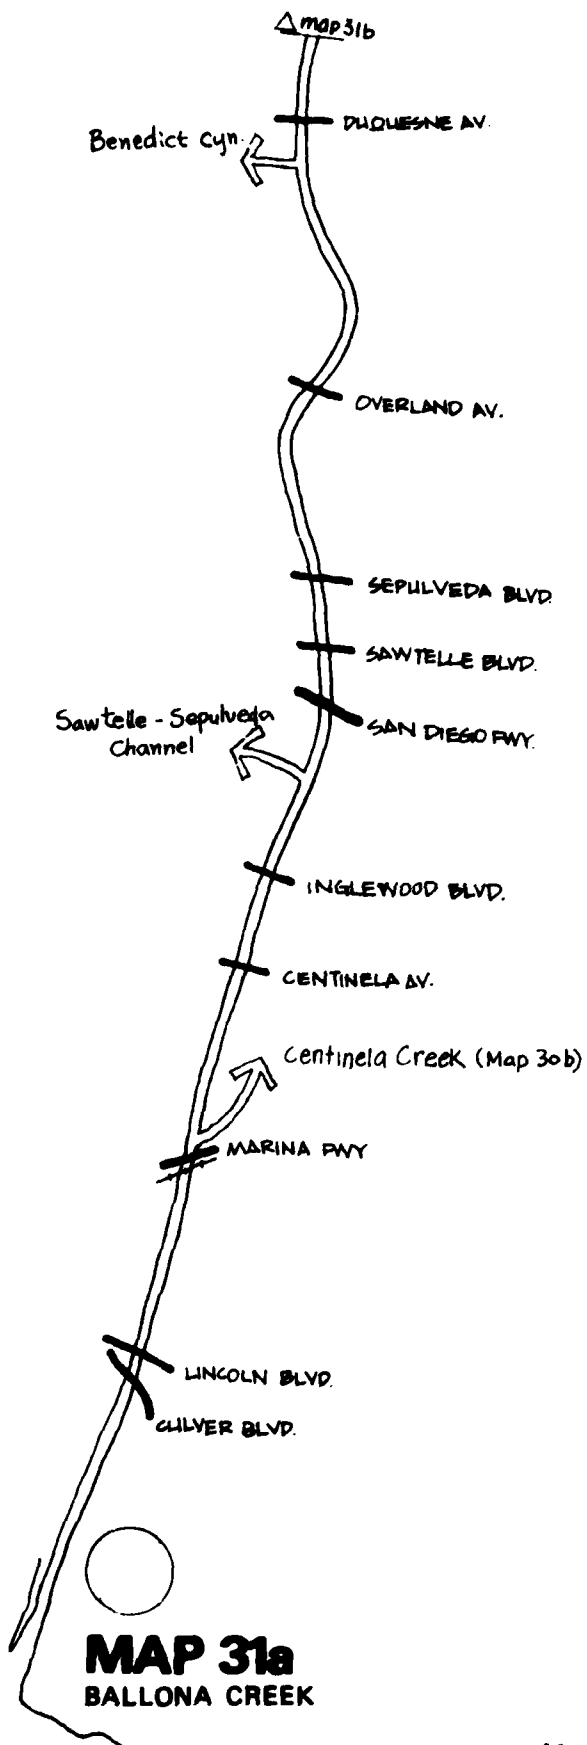 △ map 31b
DUQUESNE AV.
Benedict Cyn.
OVERLAND AV.
SEPULVEDA BLVD.
SAWTELLE BLVD.
SAN DIEGO FWY.
Sawtelle - Sepulveda
Channel
INGLEWOOD BLVD.
CENTINELA AV.
Centinela Creek (Map 30b)
MARINA FWY
LINCOLN BLVD.
CULVER BLVD.
MAP 31a
BALLONA CREEK